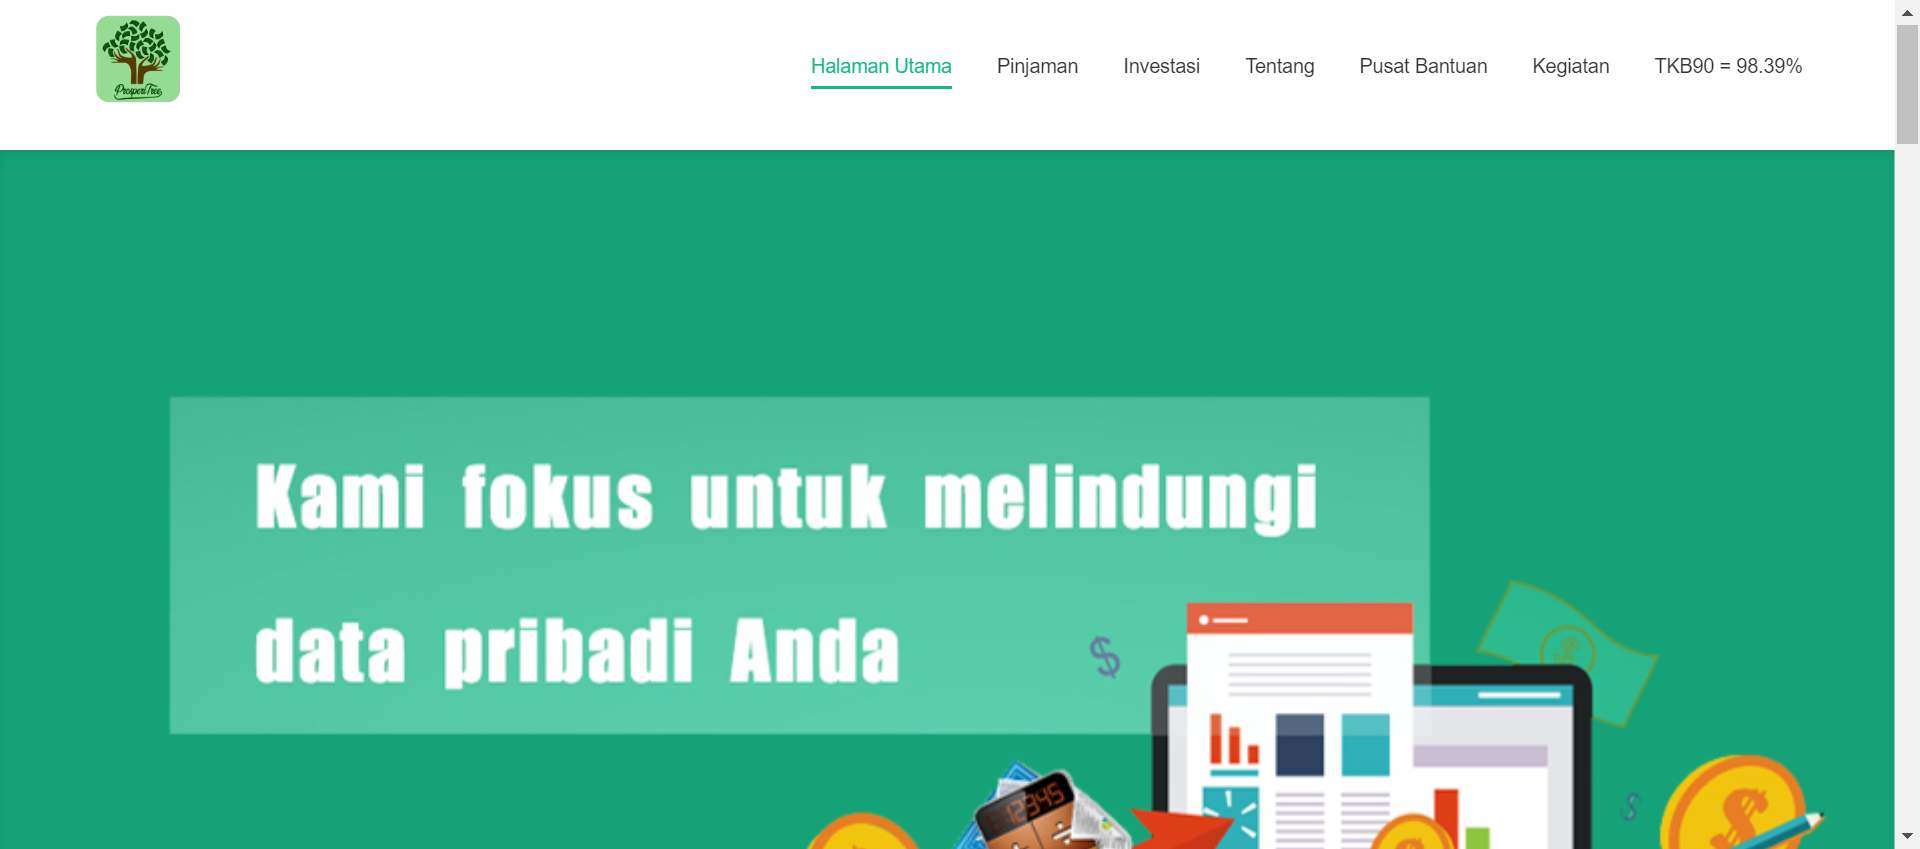 ProsperiTree
Halaman Utama
Pinjaman
Investasi
Tentang
Pusat Bantuan
Kegiatan
TKB90 = 98.39%
Kami fokus untuk melindungi
data pribadi Anda
$
12345
$
$